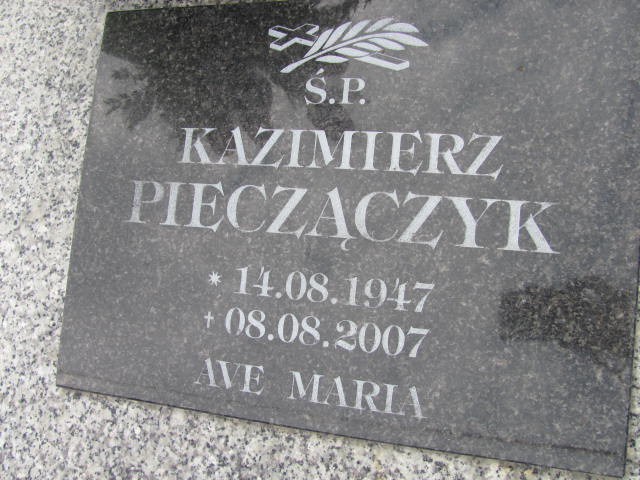 Ś.P.
KAZIMIERZ
PIECZĄCZYK
* 14.08.1947
† 08.08.2007
AVE MARIA